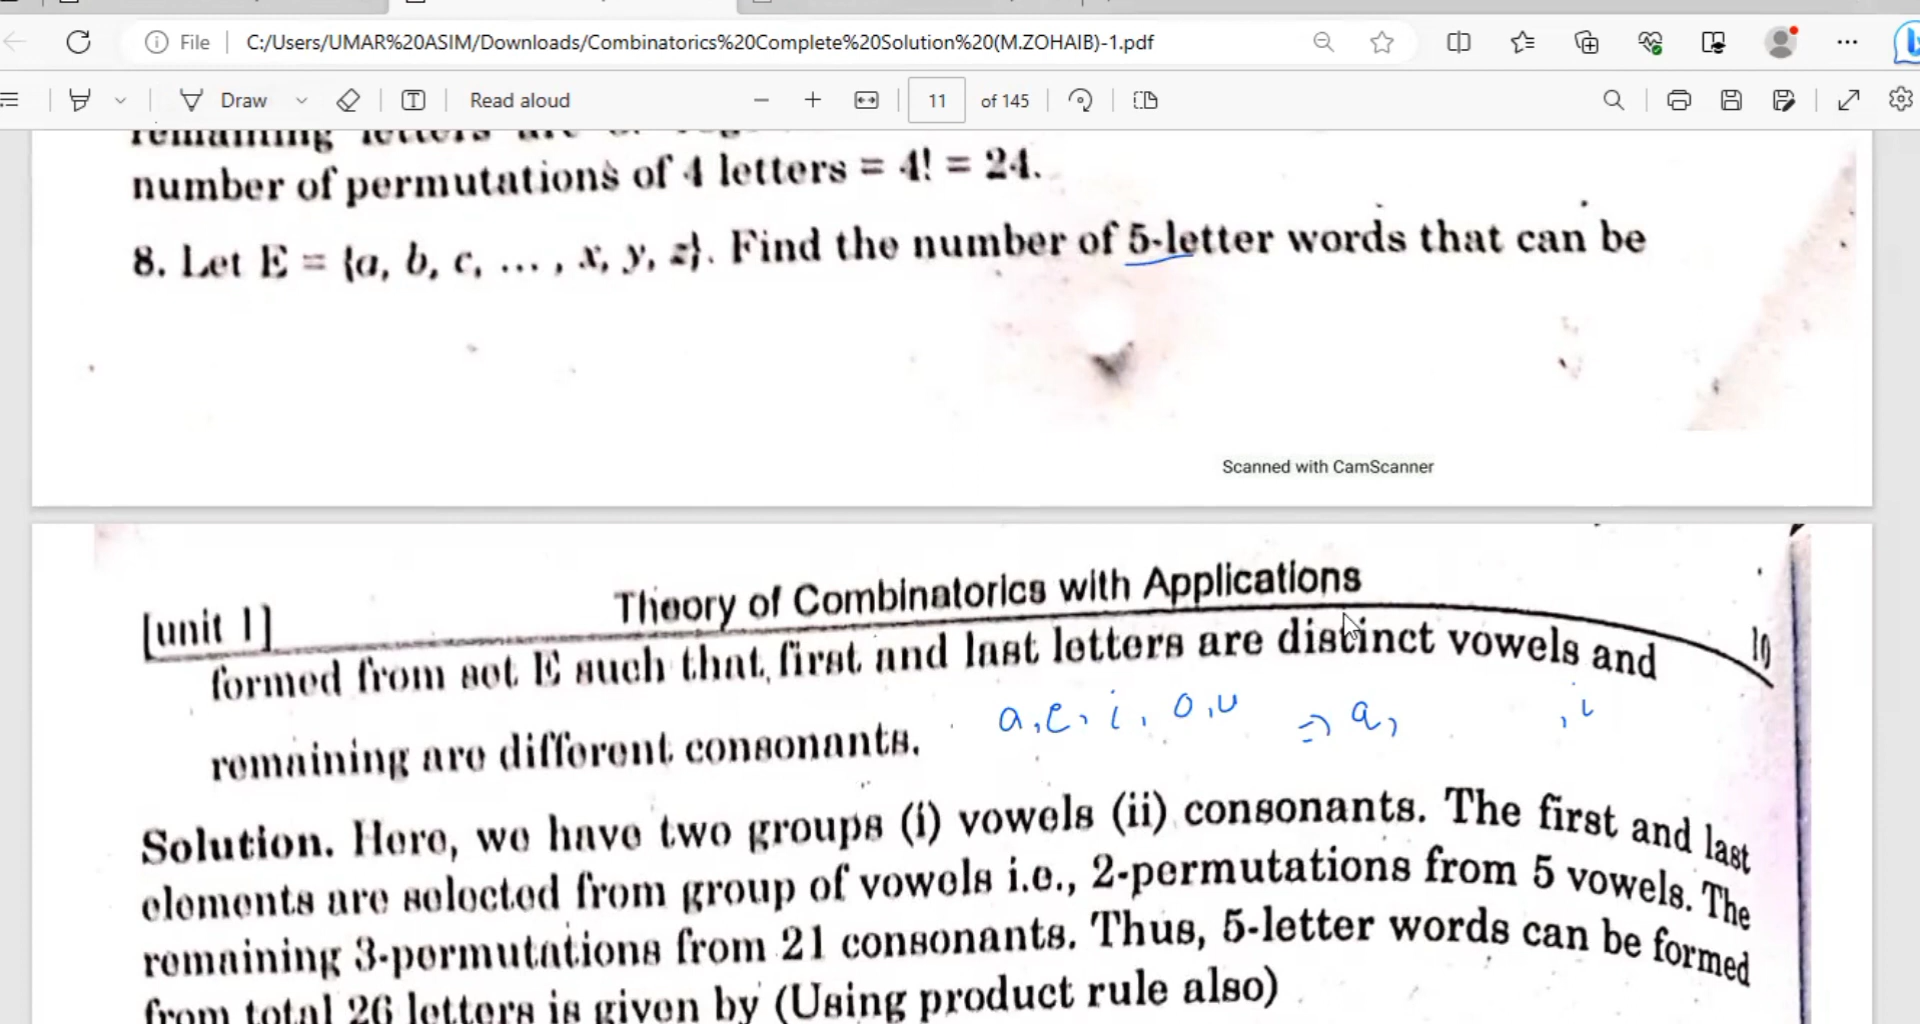 File C:/Users/UMAR%20ASIM/Downloads/Combinatorics%20Complete%20Solution%20(M.ZOHAIB)-1.pdf
Draw Read aloud 11 of 145
remaining letters are
number of permutations of 4 letters = 4! = 24.
8. Let E = {a, b, c, ... , x, y, z}. Find the number of 5-letter words that can be
Scanned with CamScanner
[unit 1] Theory of Combinatorics with Applications 10
formed from set E such that first and last letters are distinct vowels and
a, e, i, o, u ⇒ a, , i
remaining are different consonants.
Solution. Here, we have two groups (i) vowels (ii) consonants. The first and last
elements are selected from group of vowels i.e., 2-permutations from 5 vowels. The
remaining 3-permutations from 21 consonants. Thus, 5-letter words can be formed
from total 26 letters is given by (Using product rule also)